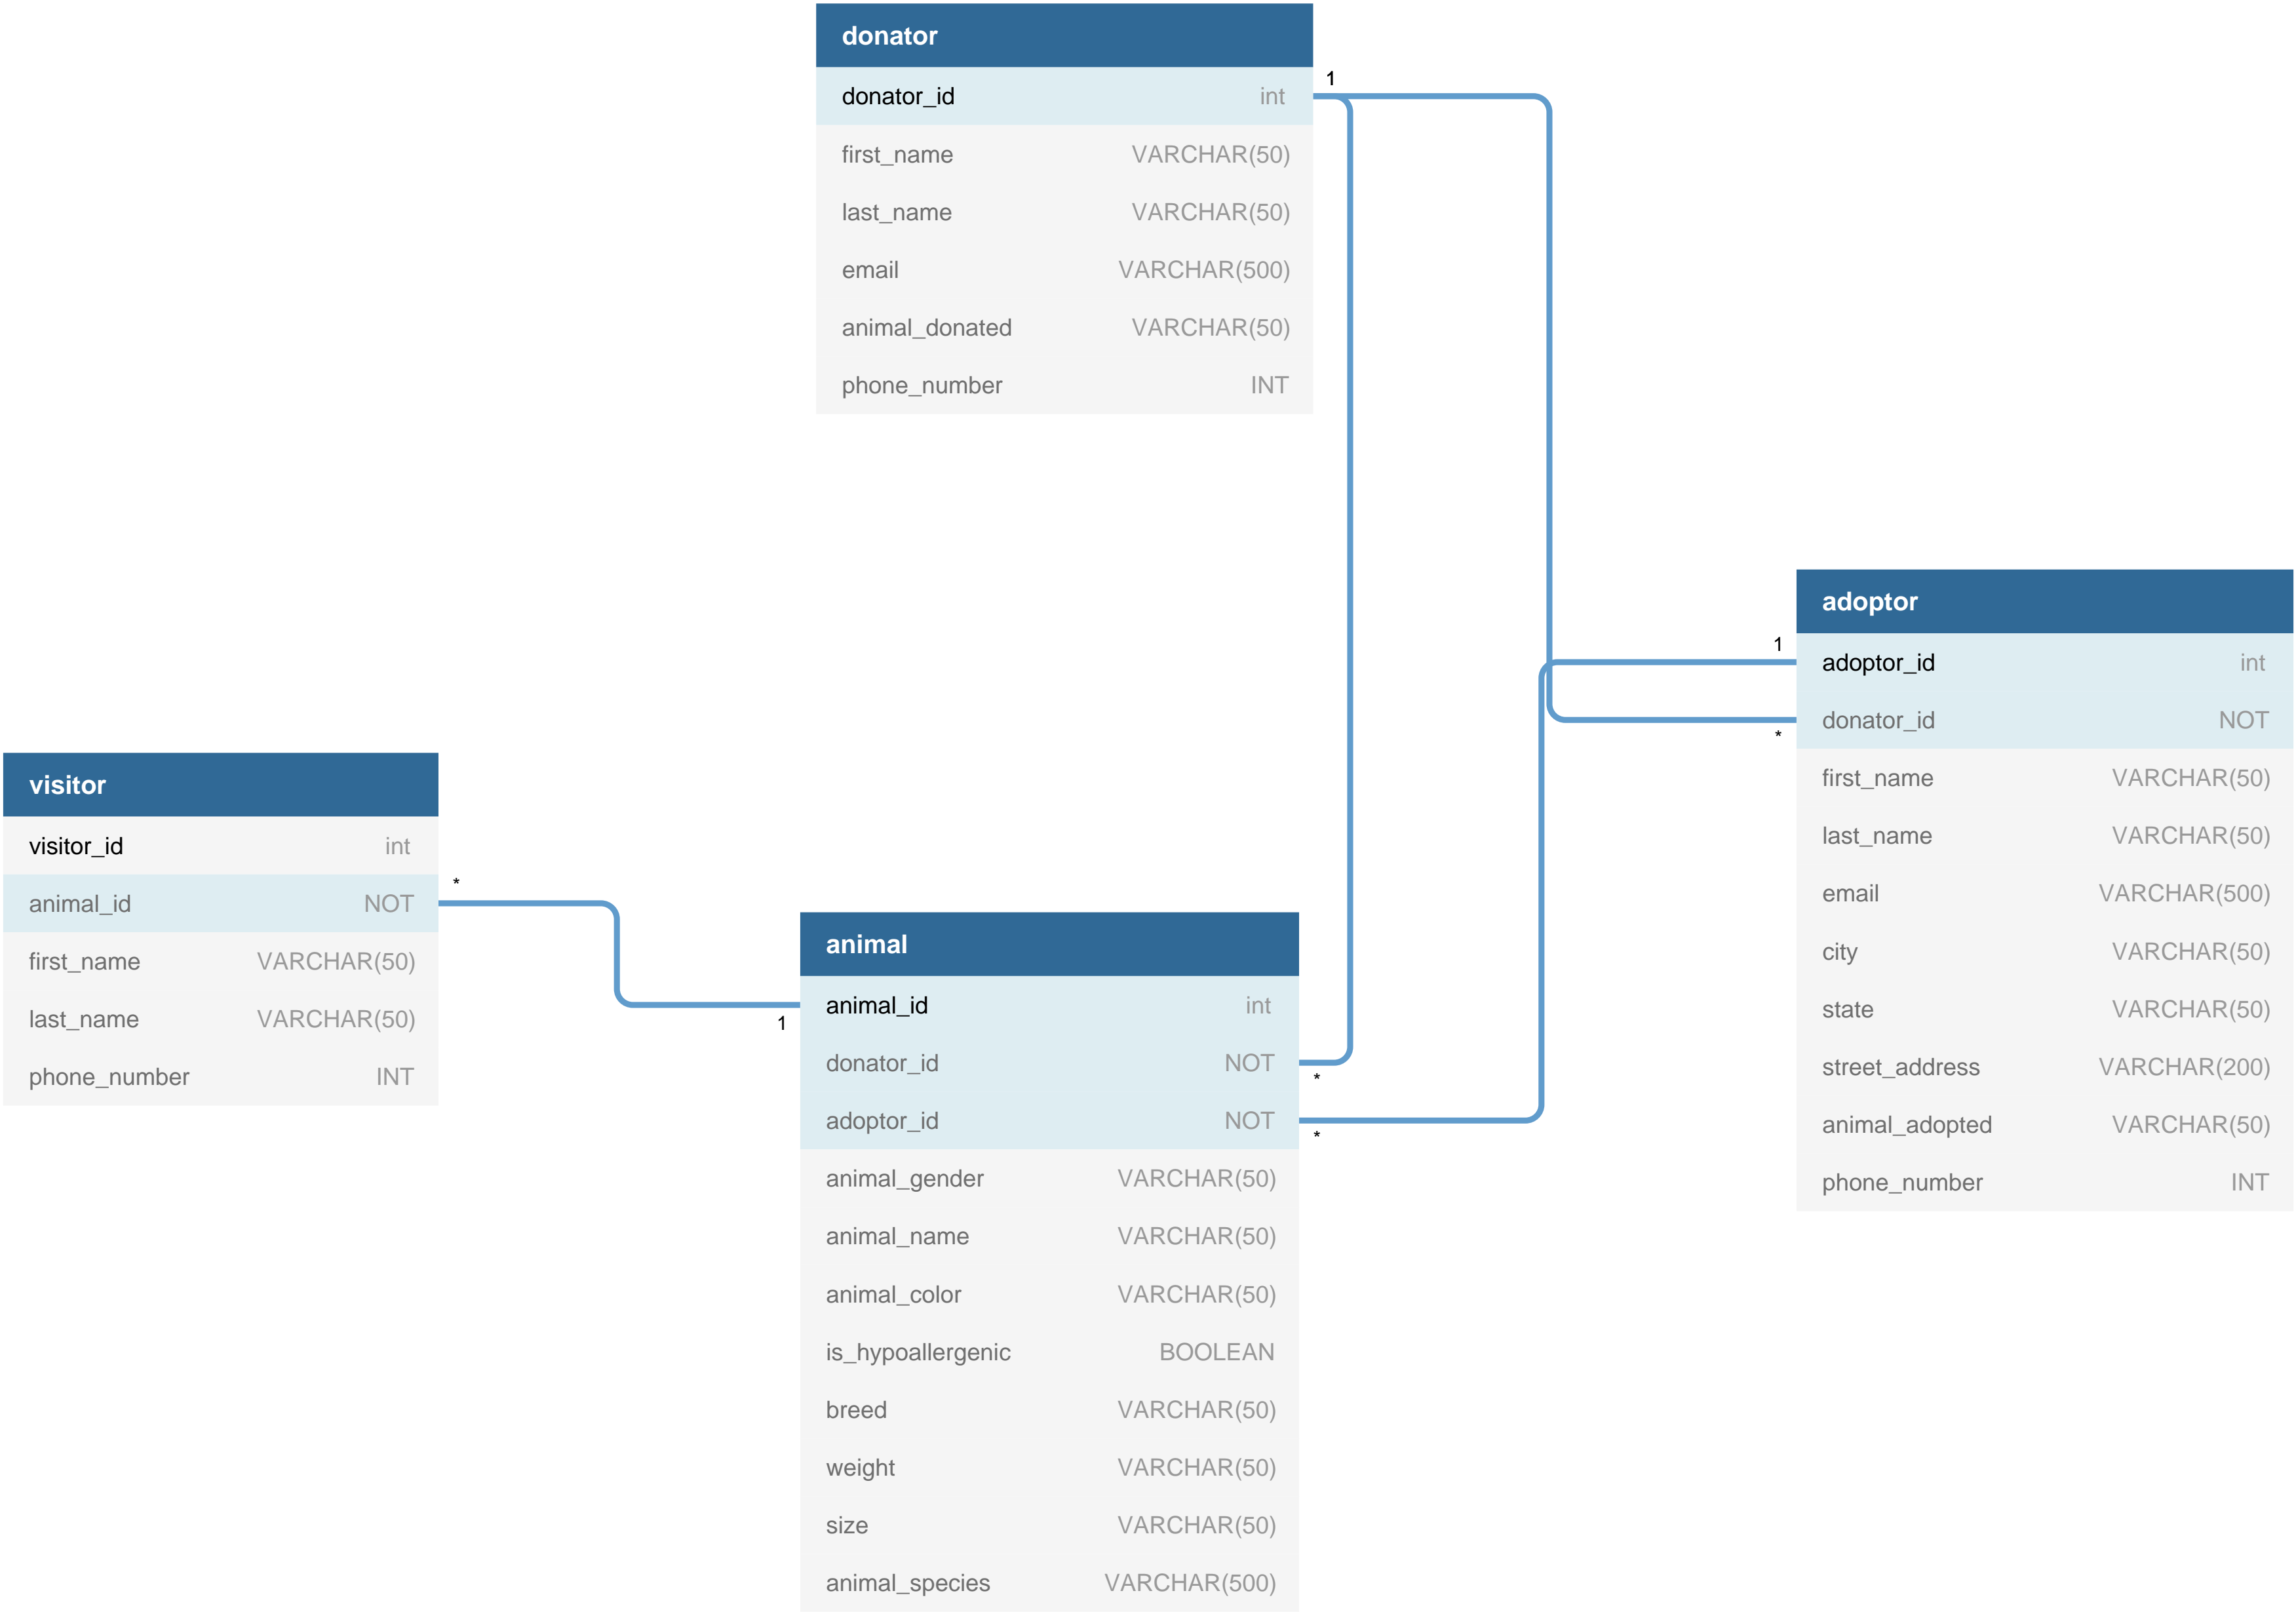 donator
1
donator_id int
first_name VARCHAR(50)
last_name VARCHAR(50)
email VARCHAR(500)
animal_donated VARCHAR(50)
phone_number INT
adoptor
1
adoptor_id int
donator_id NOT
*
first_name VARCHAR(50)
last_name VARCHAR(50)
email VARCHAR(500)
city VARCHAR(50)
state VARCHAR(50)
street_address VARCHAR(200)
animal_adopted VARCHAR(50)
phone_number INT
visitor
visitor_id int
*
animal_id NOT
first_name VARCHAR(50)
last_name VARCHAR(50)
phone_number INT
animal
animal_id int
1
donator_id NOT
*
adoptor_id NOT
*
animal_gender VARCHAR(50)
animal_name VARCHAR(50)
animal_color VARCHAR(50)
is_hypoallergenic BOOLEAN
breed VARCHAR(50)
weight VARCHAR(50)
size VARCHAR(50)
animal_species VARCHAR(500)